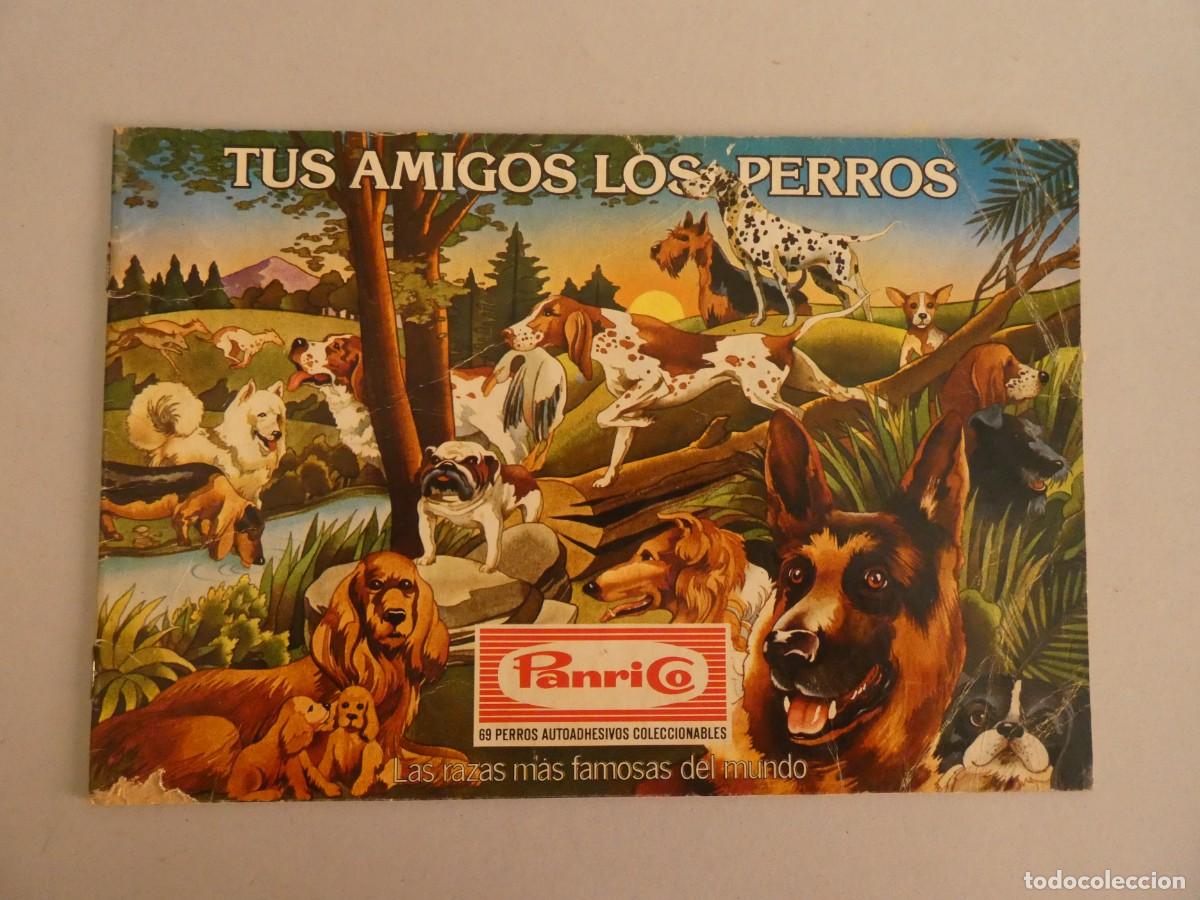 TUS AMIGOS LOS PERROS
PanriCo
69 PERROS AUTOADHESIVOS COLECCIONABLES
Las razas más famosas del mundo
todocoleccion